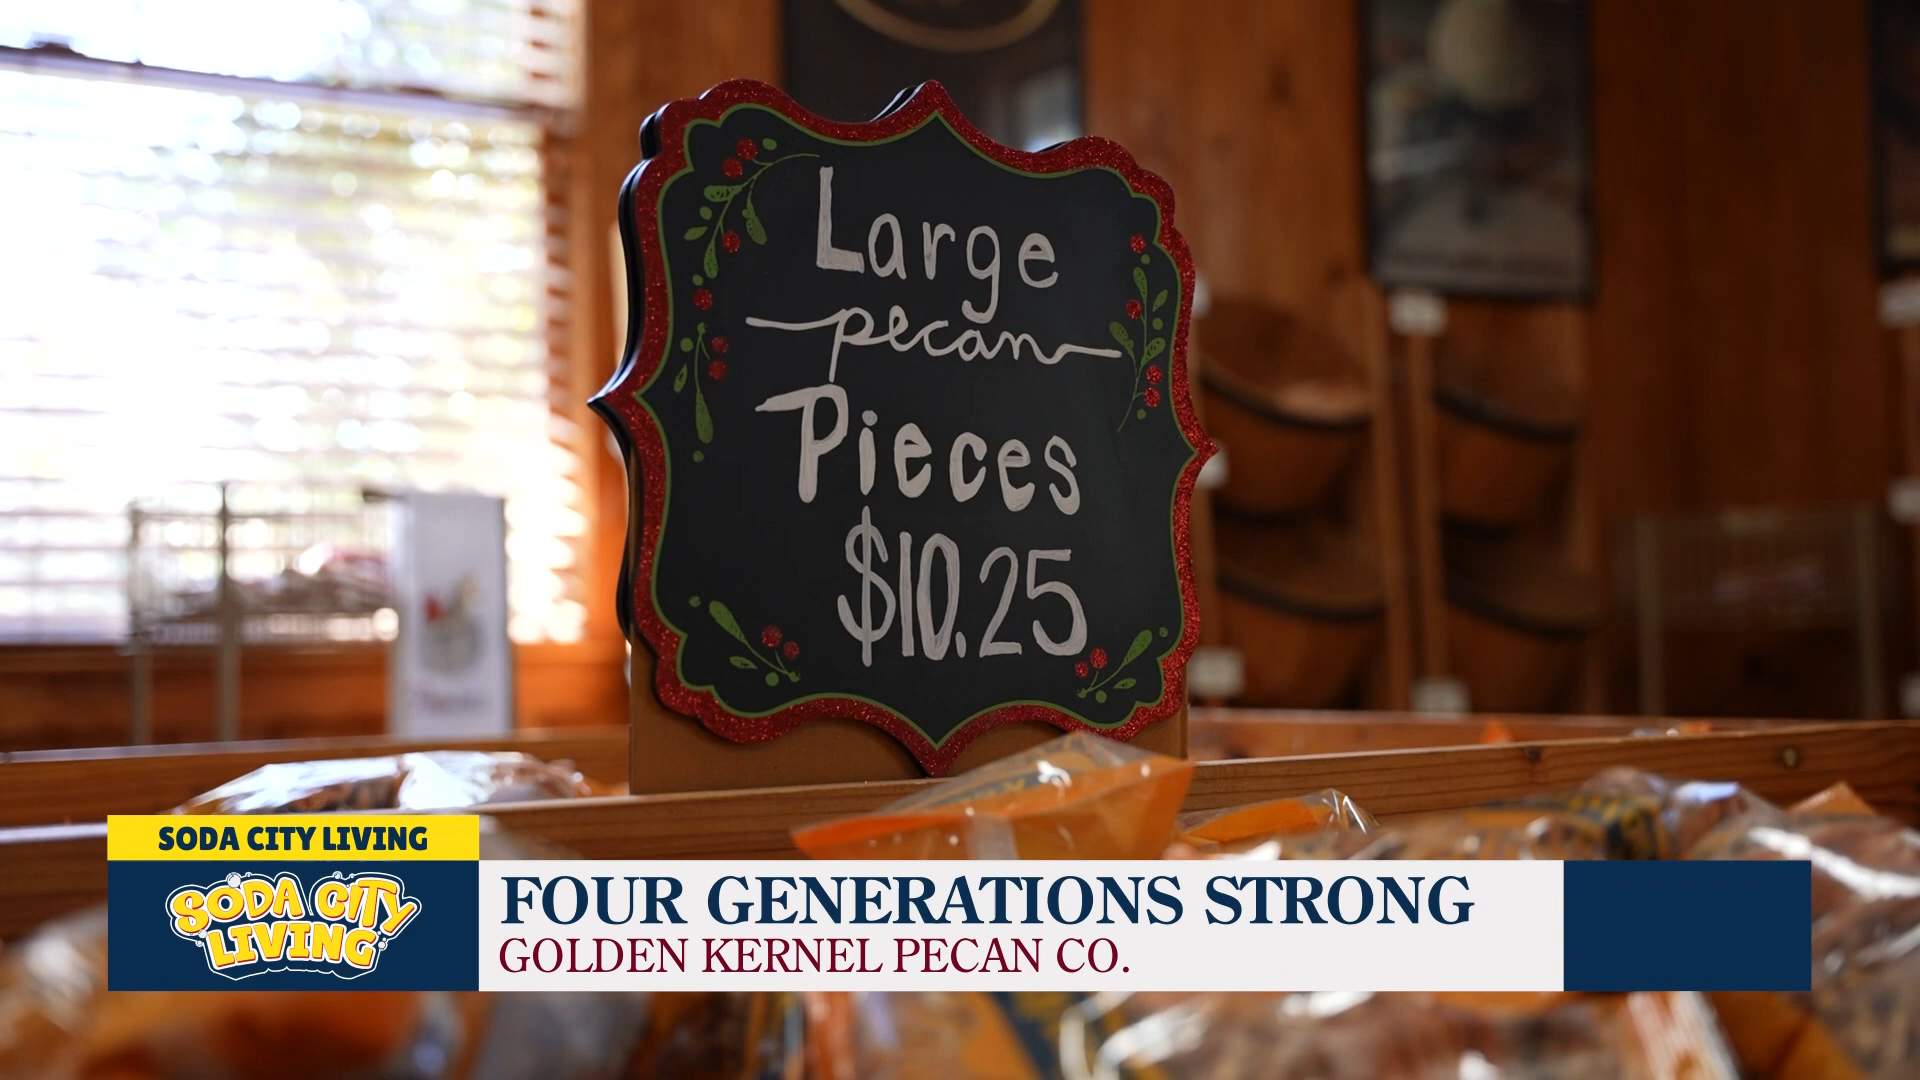 Large
pecan
Pieces
$10.25
SODA CITY LIVING
SODA CITY
LIVING
FOUR GENERATIONS STRONG
GOLDEN KERNEL PECAN CO.